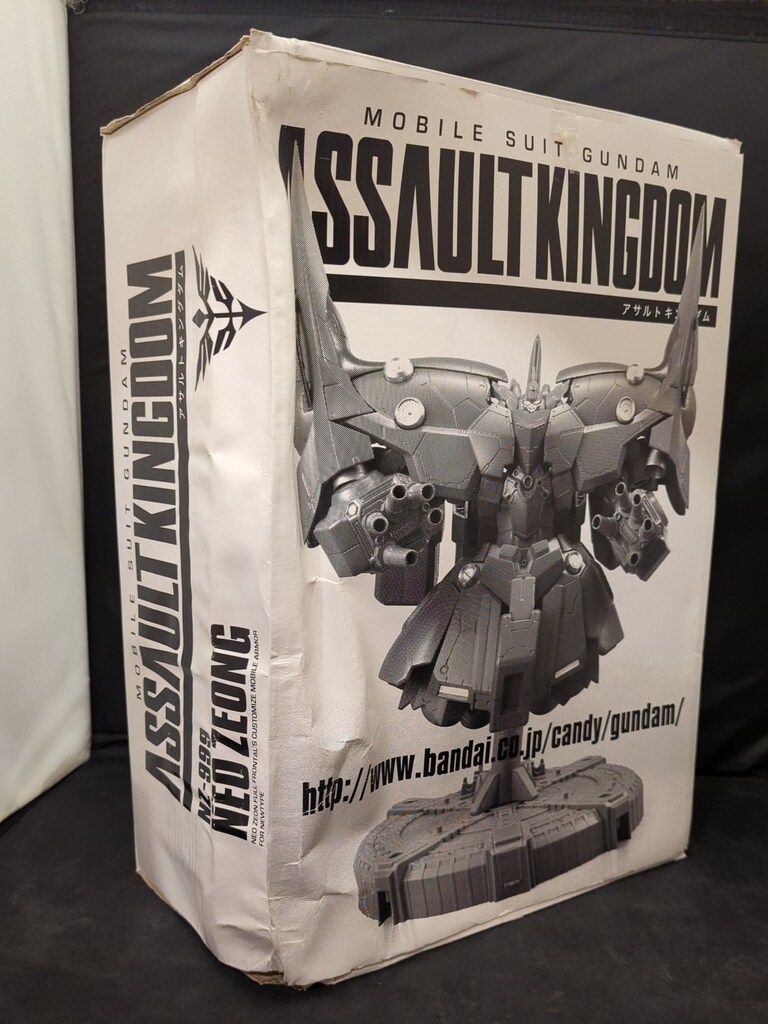 MOBILE SUIT GUNDAM
ASSAULT KINGDOM
アサルトキングダム
http://www.bandai.co.jp/candy/gundam/
MOBILE SUIT GUNDAM
ASSAULT KINGDOM
アサルトキングダム
NZ-999
NEO ZEONG
NEO ZEON FULL FRONTAL'S CUSTOMIZE MOBILE ARMOR
FOR NEWTYPE